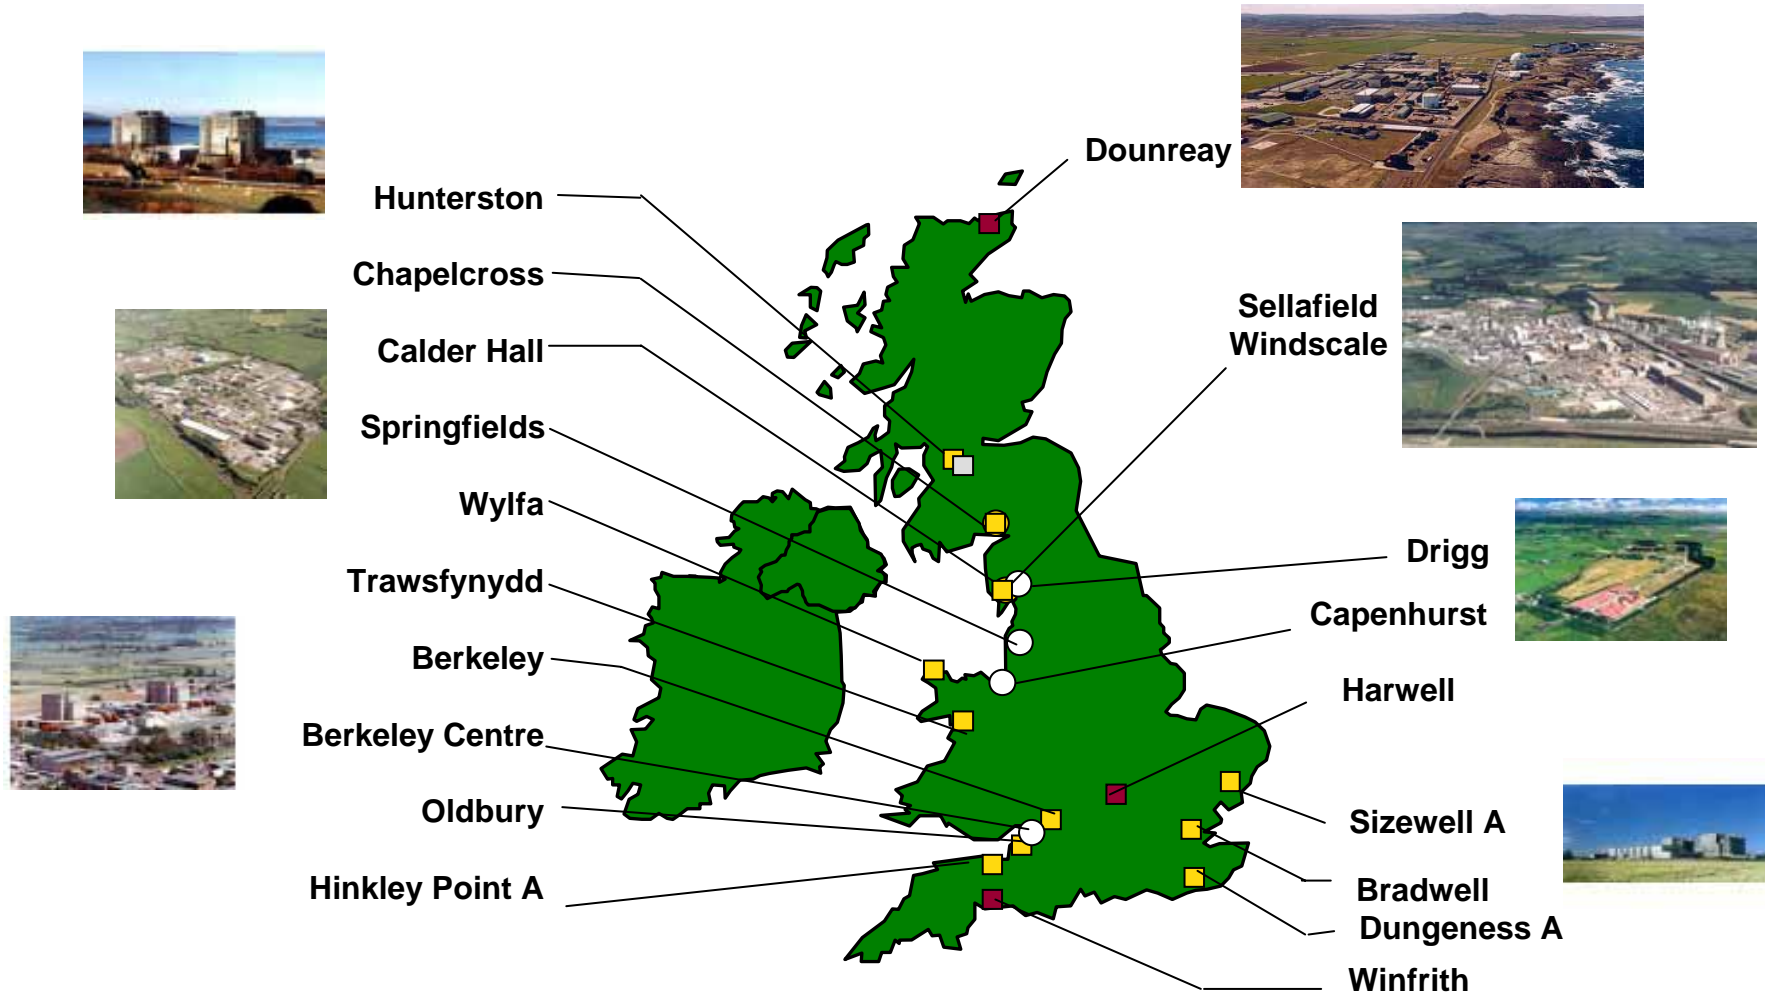 Hunterston
Chapelcross
Calder Hall
Springfields
Wylfa
Trawsfynydd
Berkeley
Berkeley Centre
Oldbury
Hinkley Point A
Dounreay
Sellafield
Windscale
Drigg
Capenhurst
Harwell
Sizewell A
Bradwell
Dungeness A
Winfrith